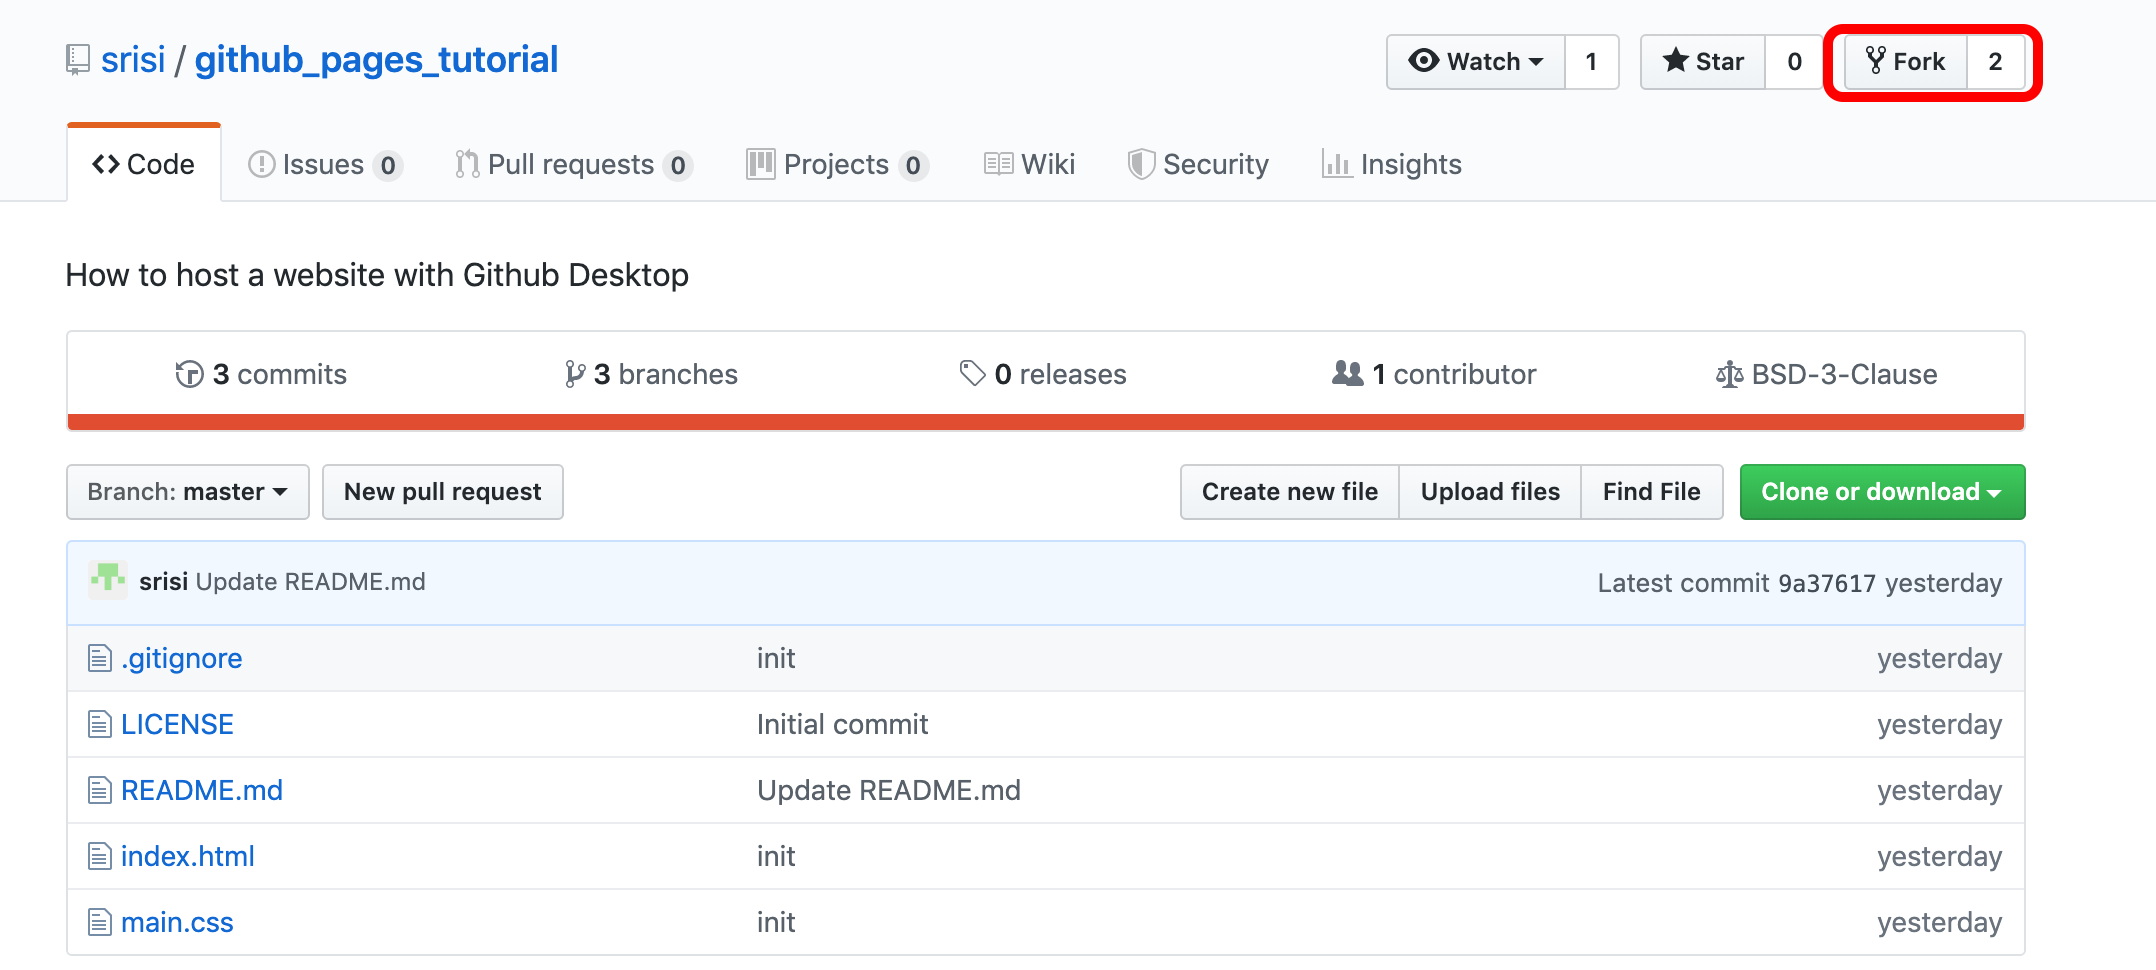 srisi / github_pages_tutorial
Watch 1 Star 0 Fork 2
Code Issues 0 Pull requests 0 Projects 0 Wiki Security Insights
How to host a website with Github Desktop
3 commits 3 branches 0 releases 1 contributor BSD-3-Clause
Branch: master New pull request Create new file Upload files Find File Clone or download
srisi Update README.md Latest commit 9a37617 yesterday
.gitignore init yesterday
LICENSE Initial commit yesterday
README.md Update README.md yesterday
index.html init yesterday
main.css init yesterday